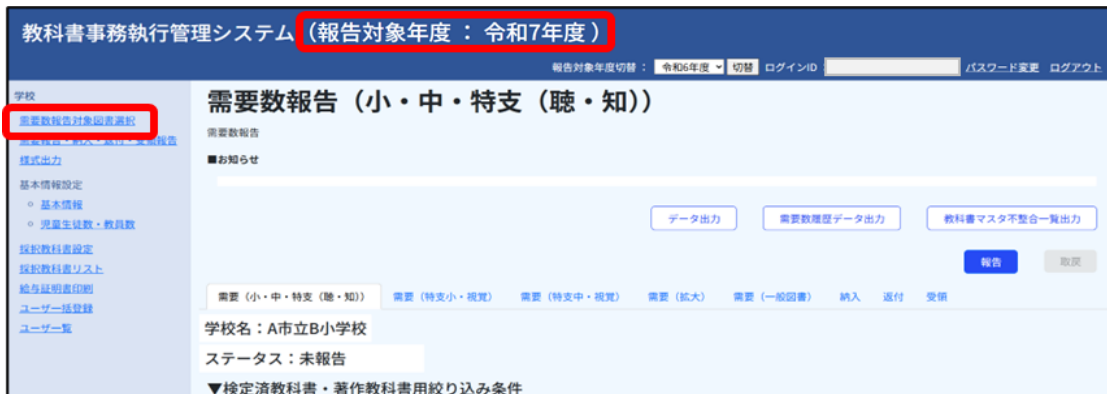 教科書事務執行管理システム（報告対象年度 ： 令和7年度 ）
報告対象年度切替： 令和6年度 切替 ログインID パスワード変更 ログアウト
学校
需要数報告対象図書選択
需要報告・納入・返付・受領報告
様式出力
基本情報設定
基本情報
児童生徒数・教員数
採択教科書設定
採択教科書リスト
給与証明書印刷
ユーザー括登録
ユーザ一覧
需要数報告（小・中・特支（聴・知））
需要数報告
■お知らせ
データ出力 需要数履歴データ出力 教科書マスタ不整合一覧出力
報告 取戻
需要（小・中・特支（聴・知）） 需要（特支小・視覚） 需要（特支中・視覚） 需要（拡大） 需要（一般図書） 納入 返付 受領
学校名：A市立B小学校
ステータス：未報告
▼検定済教科書・著作教科書用絞り込み条件